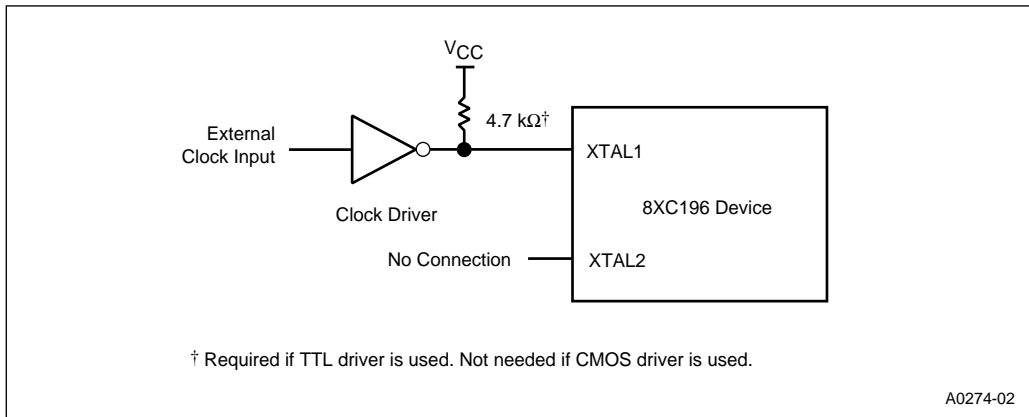 VCC
4.7 kΩ†
External
Clock Input
XTAL1
8XC196 Device
Clock Driver
No Connection
XTAL2
† Required if TTL driver is used. Not needed if CMOS driver is used.
A0274-02